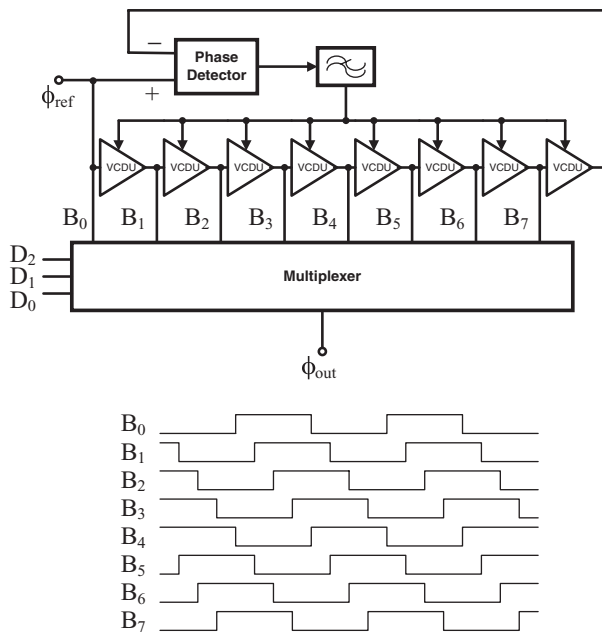 −
Phase
Detector
+
ϕref
VCDU VCDU VCDU VCDU VCDU VCDU VCDU VCDU
B0 B1 B2 B3 B4 B5 B6 B7
D2
D1
D0
Multiplexer
ϕout
B0
B1
B2
B3
B4
B5
B6
B7